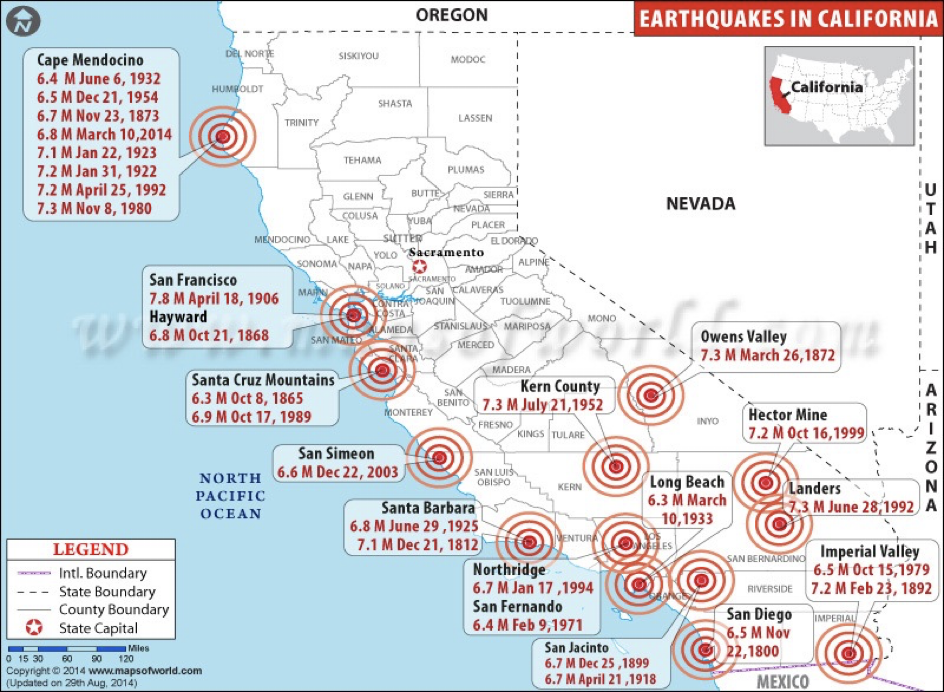 OREGON
EARTHQUAKES IN CALIFORNIA
N
California
Cape Mendocino
6.4 M June 6, 1932
6.5 M Dec 21, 1954
6.7 M Nov 23, 1873
6.8 M March 10,2014
7.1 M Jan 22, 1923
7.2 M Jan 31, 1922
7.2 M April 25, 1992
7.3 M Nov 8, 1980
DEL NORTE
SISKIYOU
MODOC
HUMBOLDT
TRINITY
SHASTA
LASSEN
TEHAMA
PLUMAS
GLENN
BUTTE
SIERRA
NEVADA
COLUSA
YUBA
PLACER
MENDOCINO
LAKE
SUTTER
EL DORADO
NEVADA
UTAH
Sacramento
SONOMA
NAPA
YOLO
ALPINE
AMADOR
SACRAMENTO
SOLANO
MARIN
SAN JOAQUIN
CALAVERAS
TUOLUMNE
CONTRA COSTA
MONO
San Francisco
7.8 M April 18, 1906
Hayward
6.8 M Oct 21, 1868
ALAMEDA
STANISLAUS
MARIPOSA
SAN MATEO
SANTA CLARA
MERCED
MADERA
Owens Valley
7.3 M March 26,1872
Santa Cruz Mountains
6.3 M Oct 8, 1865
6.9 M Oct 17, 1989
SAN BENITO
MONTEREY
FRESNO
KINGS
TULARE
INYO
Kern County
7.3 M July 21,1952
ARIZONA
Hector Mine
7.2 M Oct 16,1999
San Simeon
6.6 M Dec 22, 2003
SAN LUIS OBISPO
KERN
NORTH
PACIFIC
OCEAN
Long Beach
6.3 M March
10,1933
Landers
7.3 M June 28,1992
Santa Barbara
6.8 M June 29 ,1925
7.1 M Dec 21, 1812
VENTURA
LOS ANGELES
SAN BERNARDINO
Imperial Valley
6.5 M Oct 15,1979
7.2 M Feb 23, 1892
Northridge
6.7 M Jan 17 ,1994
San Fernando
6.4 M Feb 9,1971
ORANGE
RIVERSIDE
San Diego
6.5 M Nov
22,1800
IMPERIAL
San Jacinto
6.7 M Dec 25 ,1899
6.7 M April 21 ,1918
MEXICO
LEGEND
Intl. Boundary
State Boundary
County Boundary
State Capital
0 15 30 60 90 120 Miles
Copyright © 2014 www.mapsofworld.com
(Updated on 29th Aug, 2014)